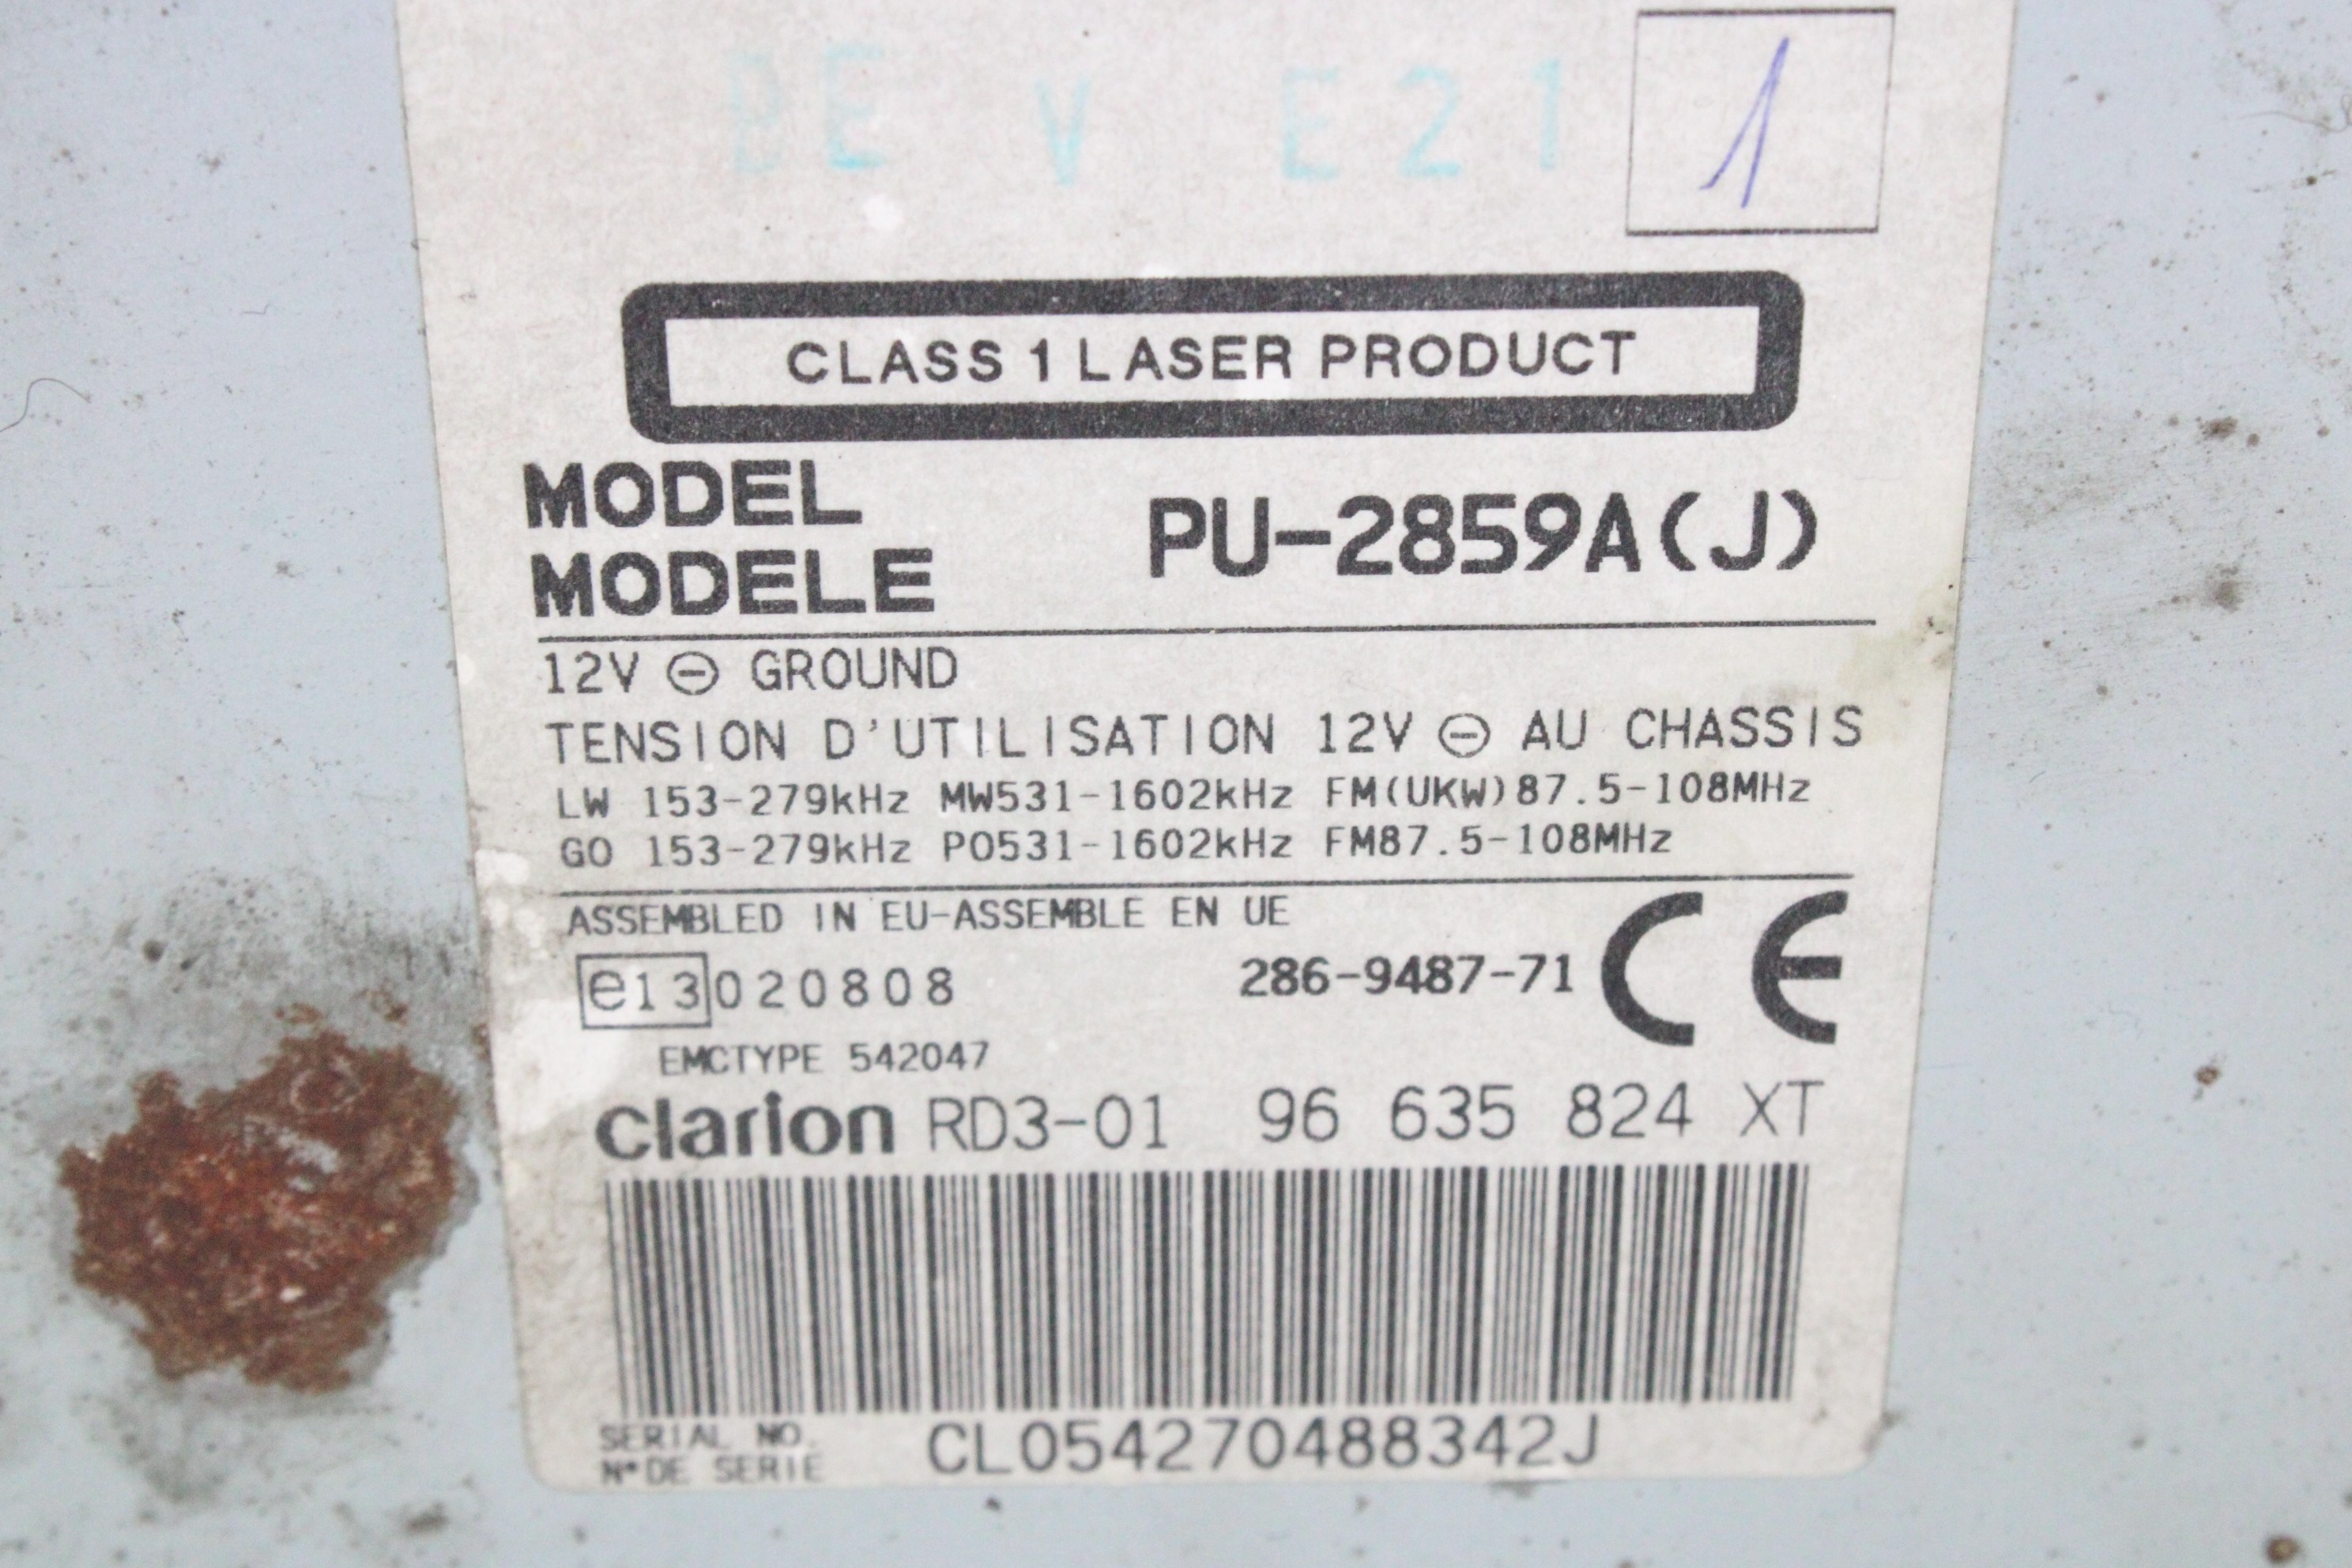 BE V E21
1
CLASS 1 LASER PRODUCT
MODEL
MODELE
PU-2859A(J)
12V ⊖ GROUND
TENSION D'UTILISATION 12V ⊖ AU CHASSIS
LW 153-279kHz MW531-1602kHz FM(UKW)87.5-108MHz
GO 153-279kHz PO531-1602kHz FM87.5-108MHz
ASSEMBLED IN EU-ASSEMBLE EN UE
e13 020808 286-9487-71 CE
EMCTYPE 542047
clarion RD3-01 96 635 824 XT
SERIAL NO.
N°DE SERIE
CL054270488342J